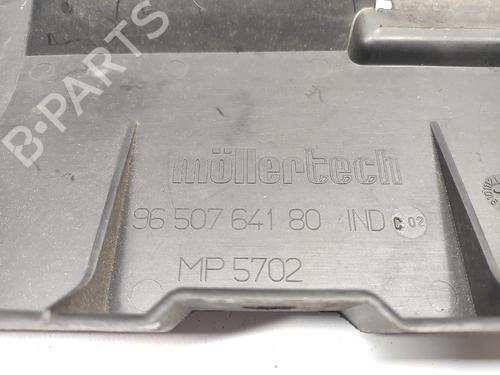 B-PARTS
möllertech
96 507 641 80 IND C 02
MP 5702